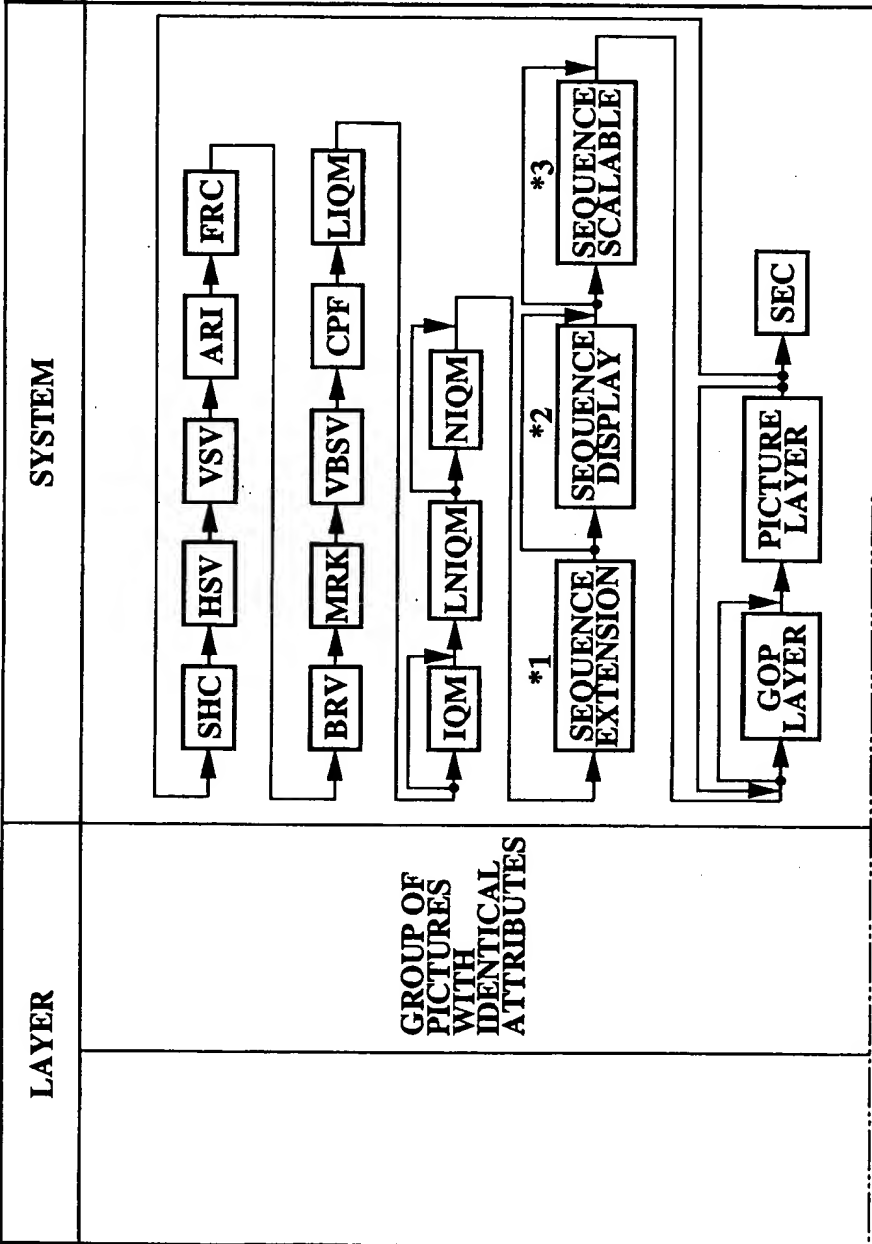 LAYER
SYSTEM
GROUP OF
PICTURES
WITH
IDENTICAL
ATTRIBUTES
SHC
HSV
VSV
ARI
FRC
BRV
MRK
VBSV
CPF
LIQM
IQM
LNIQM
NIQM
*1
SEQUENCE
EXTENSION
*2
SEQUENCE
DISPLAY
*3
SEQUENCE
SCALABLE
GOP
LAYER
PICTURE
LAYER
SEC